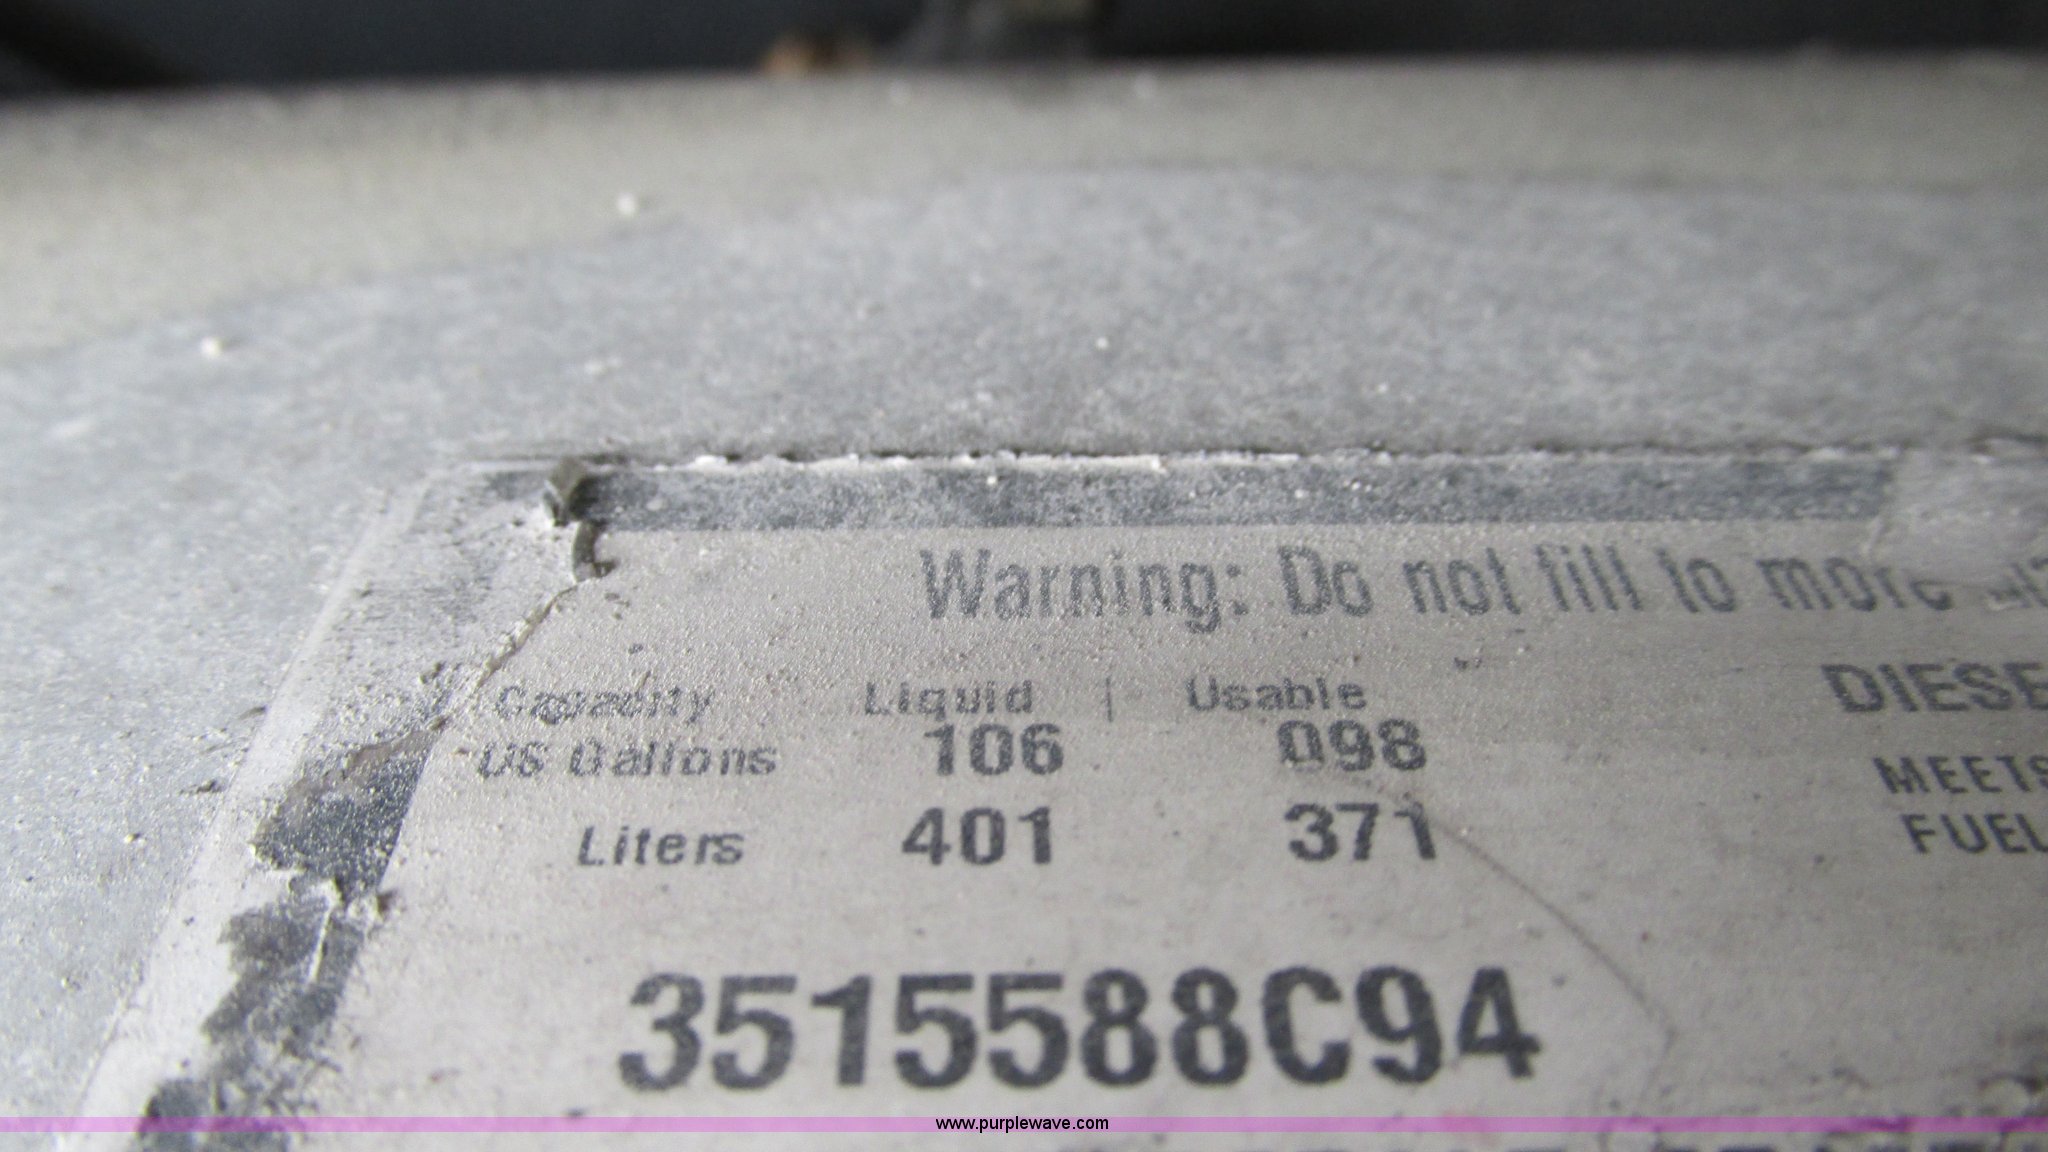 Warning: Do not fill to more
Capacity Liquid | Usable
US Gallons 106 098
Liters 401 371
DIESE
MEETS
FUEL
3515588C94
www.purplewave.com